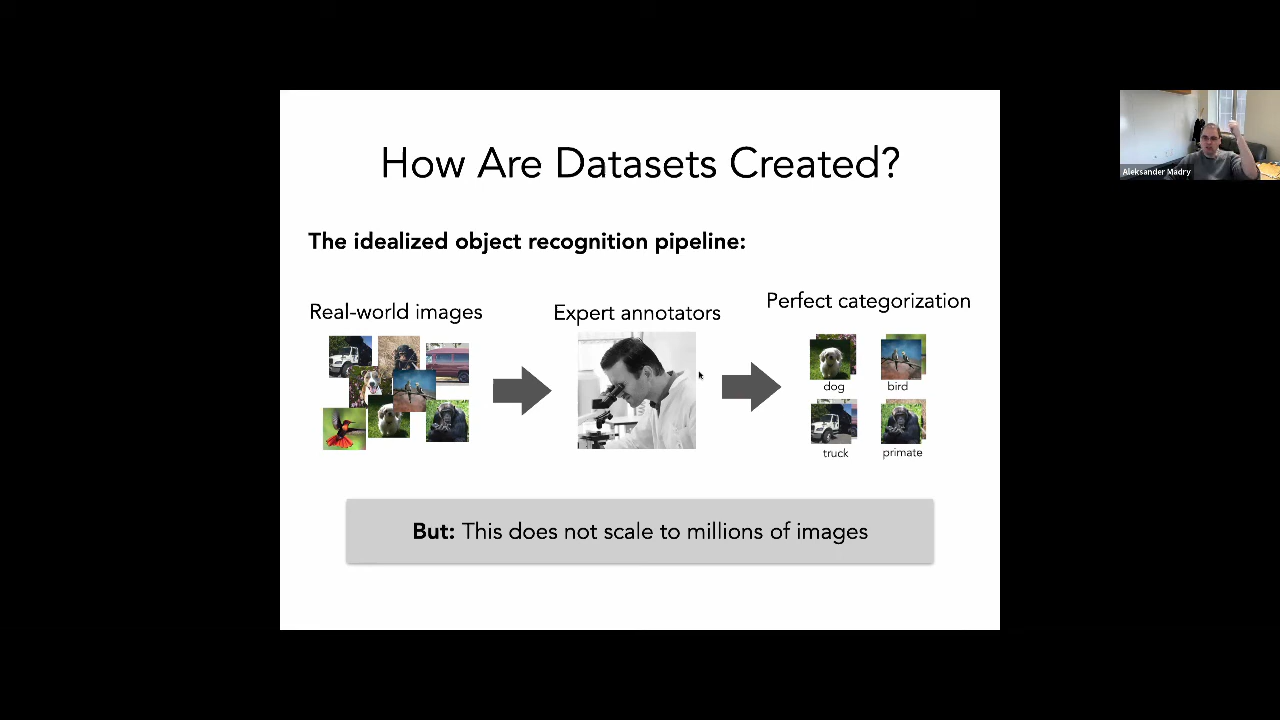 How Are Datasets Created?
The idealized object recognition pipeline:
Real-world images
Expert annotators
Perfect categorization
dog
bird
truck
primate
But: This does not scale to millions of images
Aleksander Madry